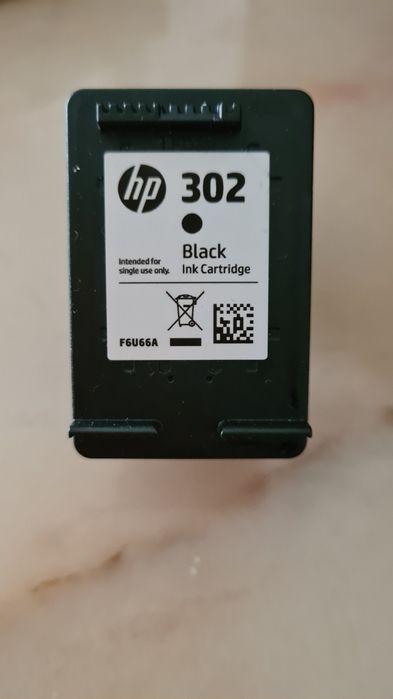 hp 302
Black
Intended for
single use only.
Ink Cartridge
F6U66A